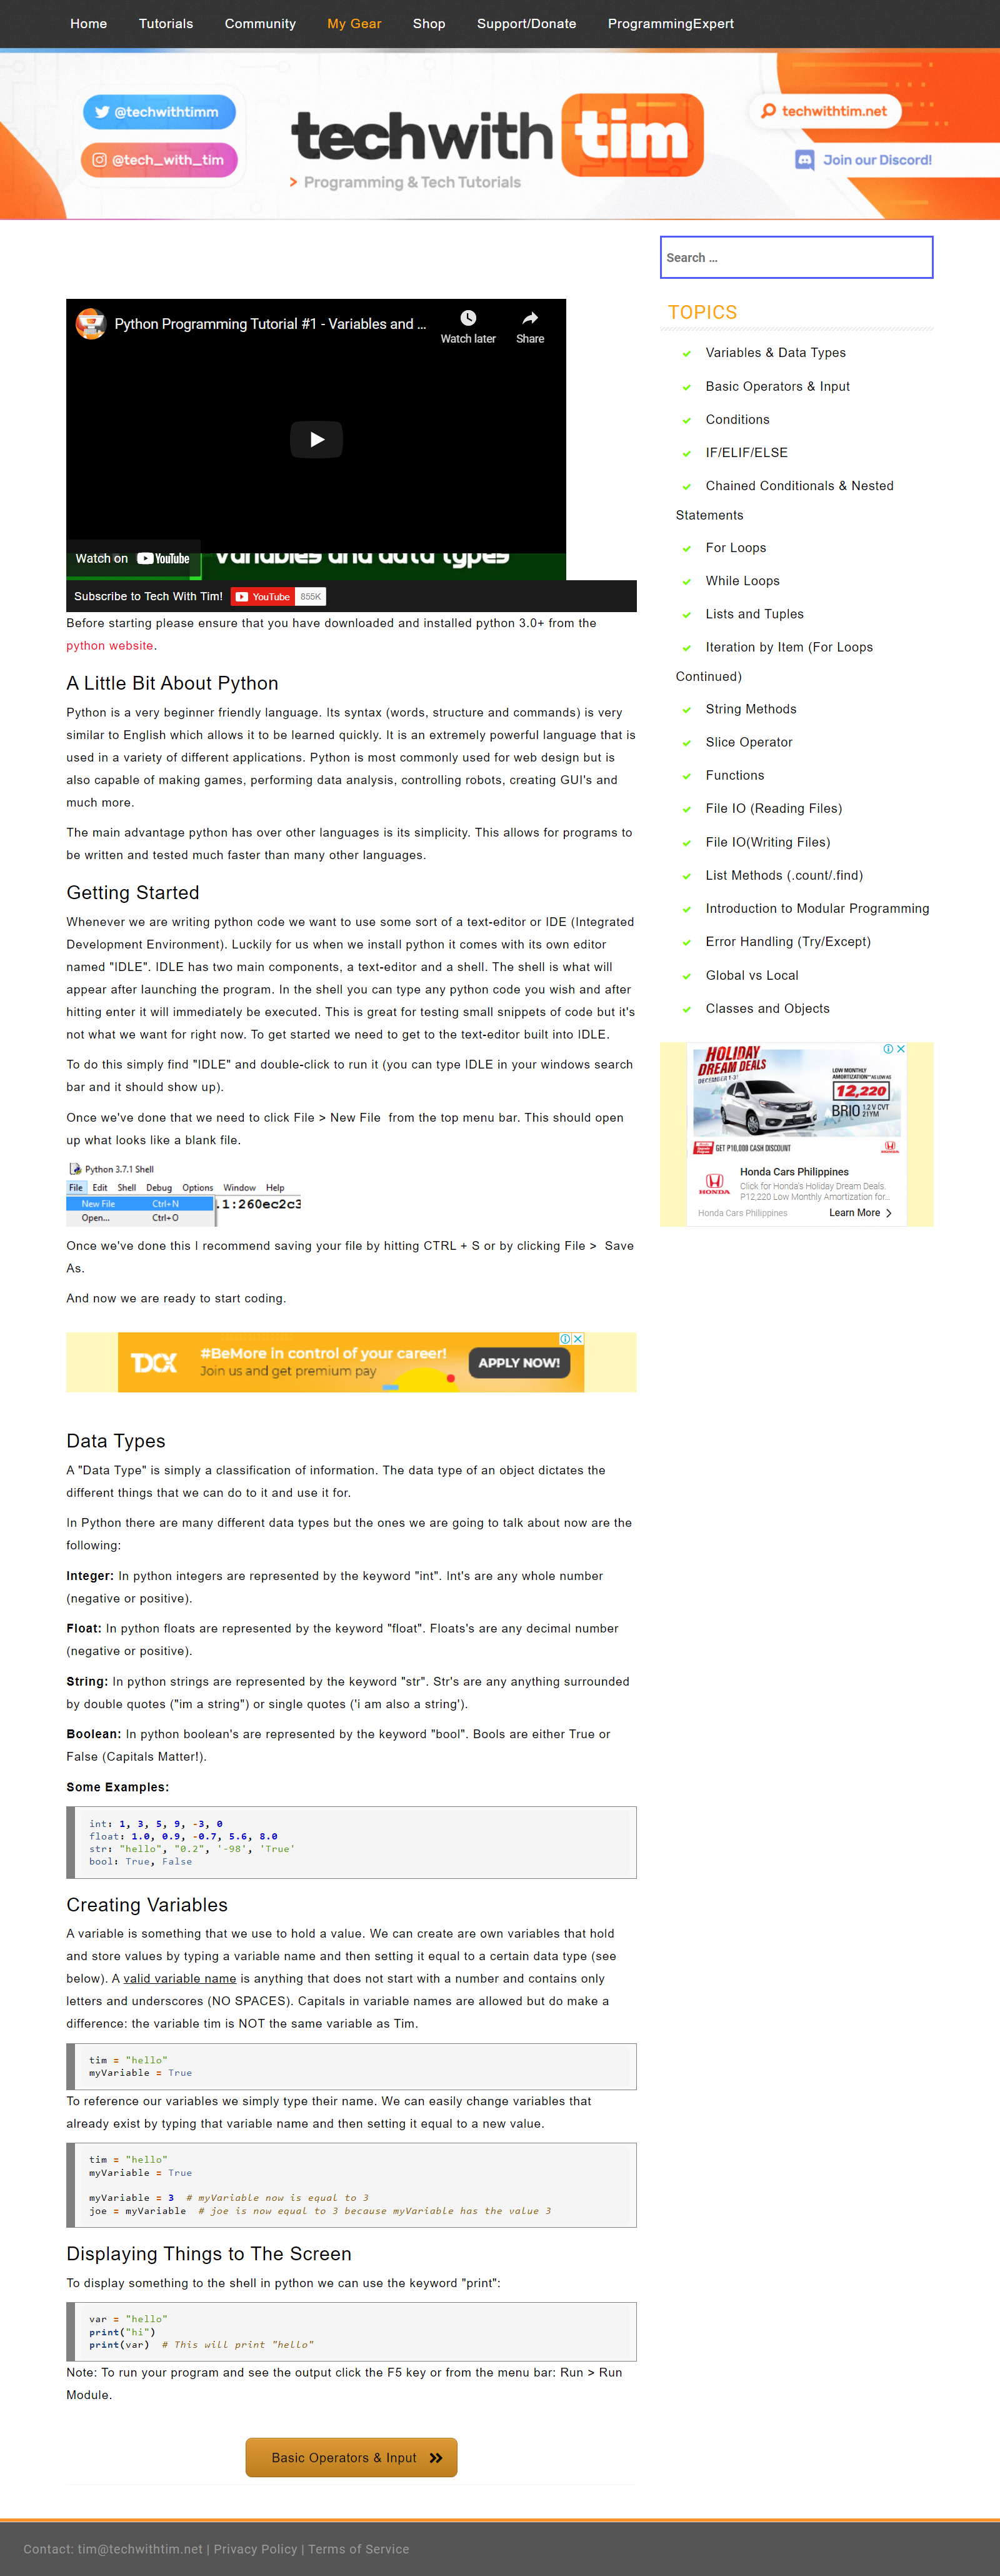 Home Tutorials Community My Gear Shop Support/Donate ProgrammingExpert
@techwithtimm
@tech_with_tim
techwith tim
> Programming & Tech Tutorials
techwithtim.net
Join our Discord!
Python Programming Tutorial #1 - Variables and ...
Watch later
Share
Watch on YouTube
variables and data types
Subscribe to Tech With Tim! YouTube 855K
Before starting please ensure that you have downloaded and installed python 3.0+ from the
python website.
A Little Bit About Python
Python is a very beginner friendly language. Its syntax (words, structure and commands) is very
similar to English which allows it to be learned quickly. It is an extremely powerful language that is
used in a variety of different applications. Python is most commonly used for web design but is
also capable of making games, performing data analysis, controlling robots, creating GUI's and
much more.
The main advantage python has over other languages is its simplicity. This allows for programs to
be written and tested much faster than many other languages.
Getting Started
Whenever we are writing python code we want to use some sort of a text-editor or IDE (Integrated
Development Environment). Luckily for us when we install python it comes with its own editor
named "IDLE". IDLE has two main components, a text-editor and a shell. The shell is what will
appear after launching the program. In the shell you can type any python code you wish and after
hitting enter it will immediately be executed. This is great for testing small snippets of code but it's
not what we want for right now. To get started we need to get to the text-editor built into IDLE.
To do this simply find "IDLE" and double-click to run it (you can type IDLE in your windows search
bar and it should show up).
Once we've done that we need to click File > New File  from the top menu bar. This should open
up what looks like a blank file.
Python 3.7.1 Shell
File Edit Shell Debug Options Window Help
New File Ctrl+N
.1:260ec2c3
Open... Ctrl+O
Once we've done this I recommend saving your file by hitting CTRL + S or by clicking File >  Save
As.
And now we are ready to start coding.
TDCX
#BeMore in control of your career!
Join us and get premium pay
APPLY NOW!
Data Types
A "Data Type" is simply a classification of information. The data type of an object dictates the
different things that we can do to it and use it for.
In Python there are many different data types but the ones we are going to talk about now are the
following:
Integer: In python integers are represented by the keyword "int". Int's are any whole number
(negative or positive).
Float: In python floats are represented by the keyword "float". Floats's are any decimal number
(negative or positive).
String: In python strings are represented by the keyword "str". Str's are any anything surrounded
by double quotes ("im a string") or single quotes ('i am also a string').
Boolean: In python boolean's are represented by the keyword "bool". Bools are either True or
False (Capitals Matter!).
Some Examples:
int: 1, 3, 5, 9, -3, 0
float: 1.0, 0.9, -0.7, 5.6, 8.0
str: "hello", "0.2", '-98', 'True'
bool: True, False
Creating Variables
A variable is something that we use to hold a value. We can create are own variables that hold
and store values by typing a variable name and then setting it equal to a certain data type (see
below). A valid variable name is anything that does not start with a number and contains only
letters and underscores (NO SPACES). Capitals in variable names are allowed but do make a
difference: the variable tim is NOT the same variable as Tim.
tim = "hello"
myVariable = True
To reference our variables we simply type their name. We can easily change variables that
already exist by typing that variable name and then setting it equal to a new value.
tim = "hello"
myVariable = True
myVariable = 3  # myVariable now is equal to 3
joe = myVariable  # joe is now equal to 3 because myVariable has the value 3
Displaying Things to The Screen
To display something to the shell in python we can use the keyword "print":
var = "hello"
print("hi")
print(var)  # This will print "hello"
Note: To run your program and see the output click the F5 key or from the menu bar: Run > Run
Module.
Basic Operators & Input
Search ...
TOPICS
Variables & Data Types
Basic Operators & Input
Conditions
IF/ELIF/ELSE
Chained Conditionals & Nested
Statements
For Loops
While Loops
Lists and Tuples
Iteration by Item (For Loops
Continued)
String Methods
Slice Operator
Functions
File IO (Reading Files)
File IO(Writing Files)
List Methods (.count/.find)
Introduction to Modular Programming
Error Handling (Try/Except)
Global vs Local
Classes and Objects
HOLIDAY
DREAM DEALS
DECEMBER 1-31
LOW MONTHLY
AMORTIZATION**AS LOW AS
12,220
BRIO 1.2 V CVT
21YM
GET P10,000 CASH DISCOUNT
HONDA
Honda Cars Philippines
Click for Honda's Holiday Dream Deals.
P12,220 Low Monthly Amortization for...
Honda Cars Philippines Learn More
Contact: tim@techwithtim.net | Privacy Policy | Terms of Service